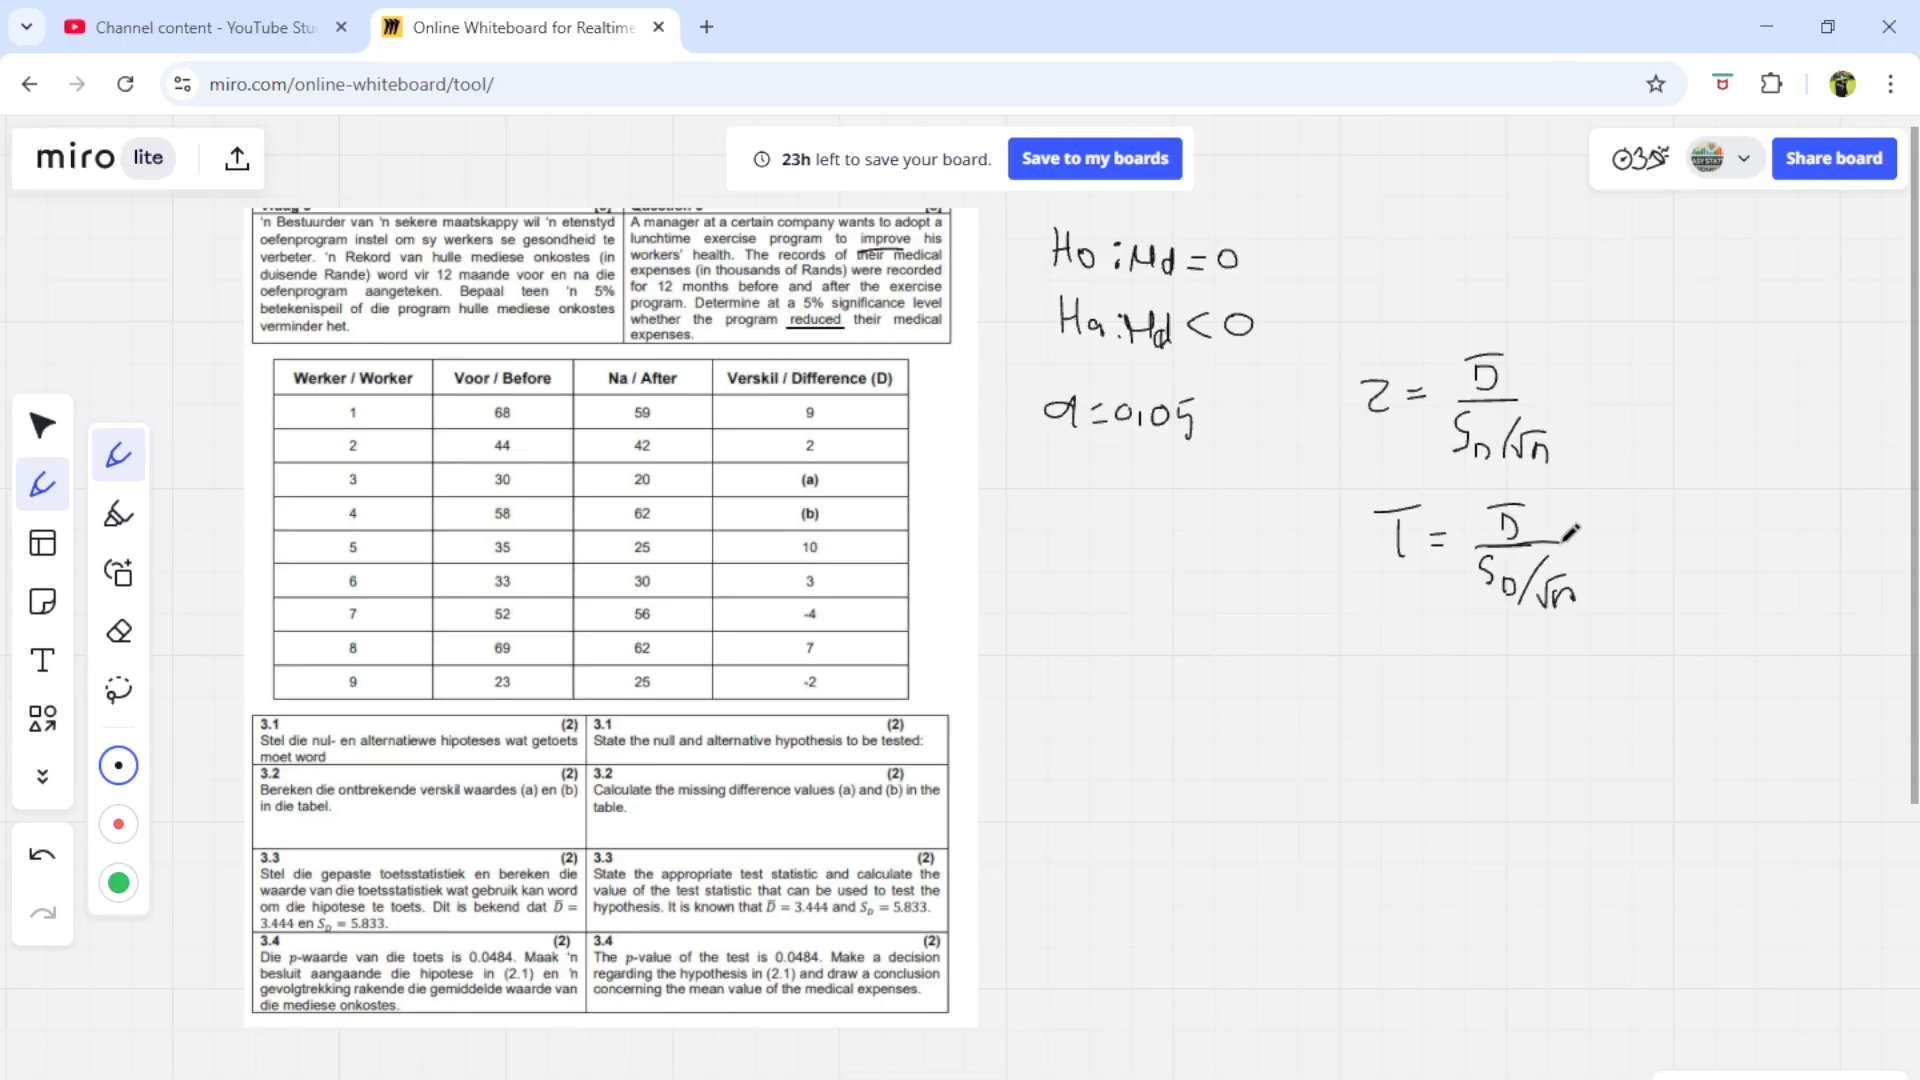 Channel content - YouTube Stu
Online Whiteboard for Realtime
miro.com/online-whiteboard/tool/
miro lite
23h left to save your board.
Save to my boards
Share board
'n Bestuurder van 'n sekere maatskappy wil 'n etenstyd
oefenprogram instel om sy werkers se gesondheid te
verbeter. 'n Rekord van hulle mediese onkostes (in
duisende Rande) word vir 12 maande voor en na die
oefenprogram aangeteken. Bepaal teen 'n 5%
betekenispeil of die program hulle mediese onkostes
verminder het.
A manager at a certain company wants to adopt a
lunchtime exercise program to improve his
workers' health. The records of their medical
expenses (in thousands of Rands) were recorded
for 12 months before and after the exercise
program. Determine at a 5% significance level
whether the program reduced their medical
expenses.
Werker / Worker Voor / Before Na / After Verskil / Difference (D)
1 68 59 9
2 44 42 2
3 30 20 (a)
4 58 62 (b)
5 35 25 10
6 33 30 3
7 52 56 -4
8 69 62 7
9 23 25 -2
3.1 (2)
Stel die nul- en alternatiewe hipoteses wat getoets
moet word
3.1 (2)
State the null and alternative hypothesis to be tested:
3.2 (2)
Bereken die ontbrekende verskil waardes (a) en (b)
in die tabel.
3.2 (2)
Calculate the missing difference values (a) and (b) in the
table.
3.3 (2)
Stel die gepaste toetsstatistiek en bereken die
waarde van die toetsstatistiek wat gebruik kan word
om die hipotese te toets. Dit is bekend dat D̅ =
3.444 en S_D = 5.833.
3.3 (2)
State the appropriate test statistic and calculate the
value of the test statistic that can be used to test the
hypothesis. It is known that D̅ = 3.444 and S_D = 5.833.
3.4 (2)
Die p-waarde van die toets is 0.0484. Maak 'n
besluit aangaande die hipotese in (2.1) en 'n
gevolgtrekking rakende die gemiddelde waarde van
die mediese onkostes.
3.4 (2)
The p-value of the test is 0.0484. Make a decision
regarding the hypothesis in (2.1) and draw a conclusion
concerning the mean value of the medical expenses.
Ho : Md = 0
Ha : Md < 0
α = 0,05
Z = D̅ / S_D/√n
T = D̅ / S_D/√n